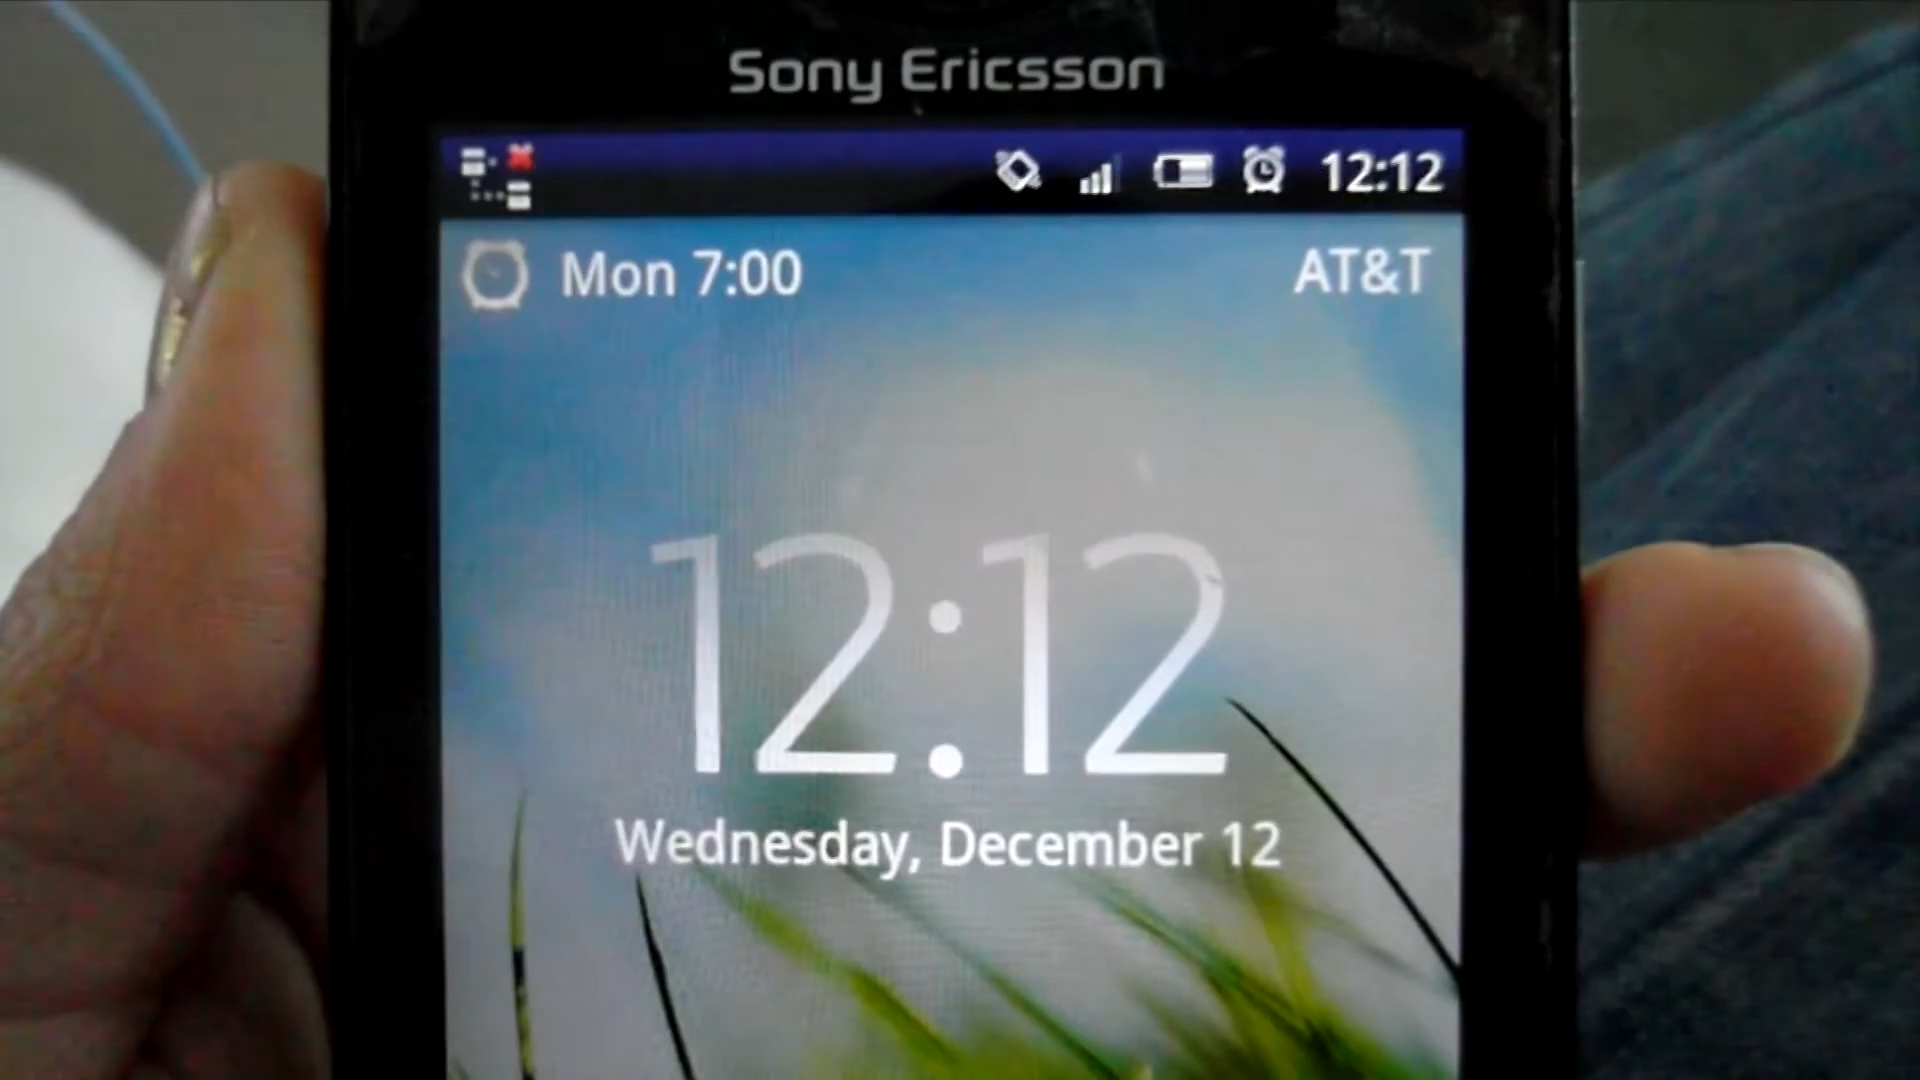 Sony Ericsson
12:12
Mon 7:00 AT&T
12:12
Wednesday, December 12